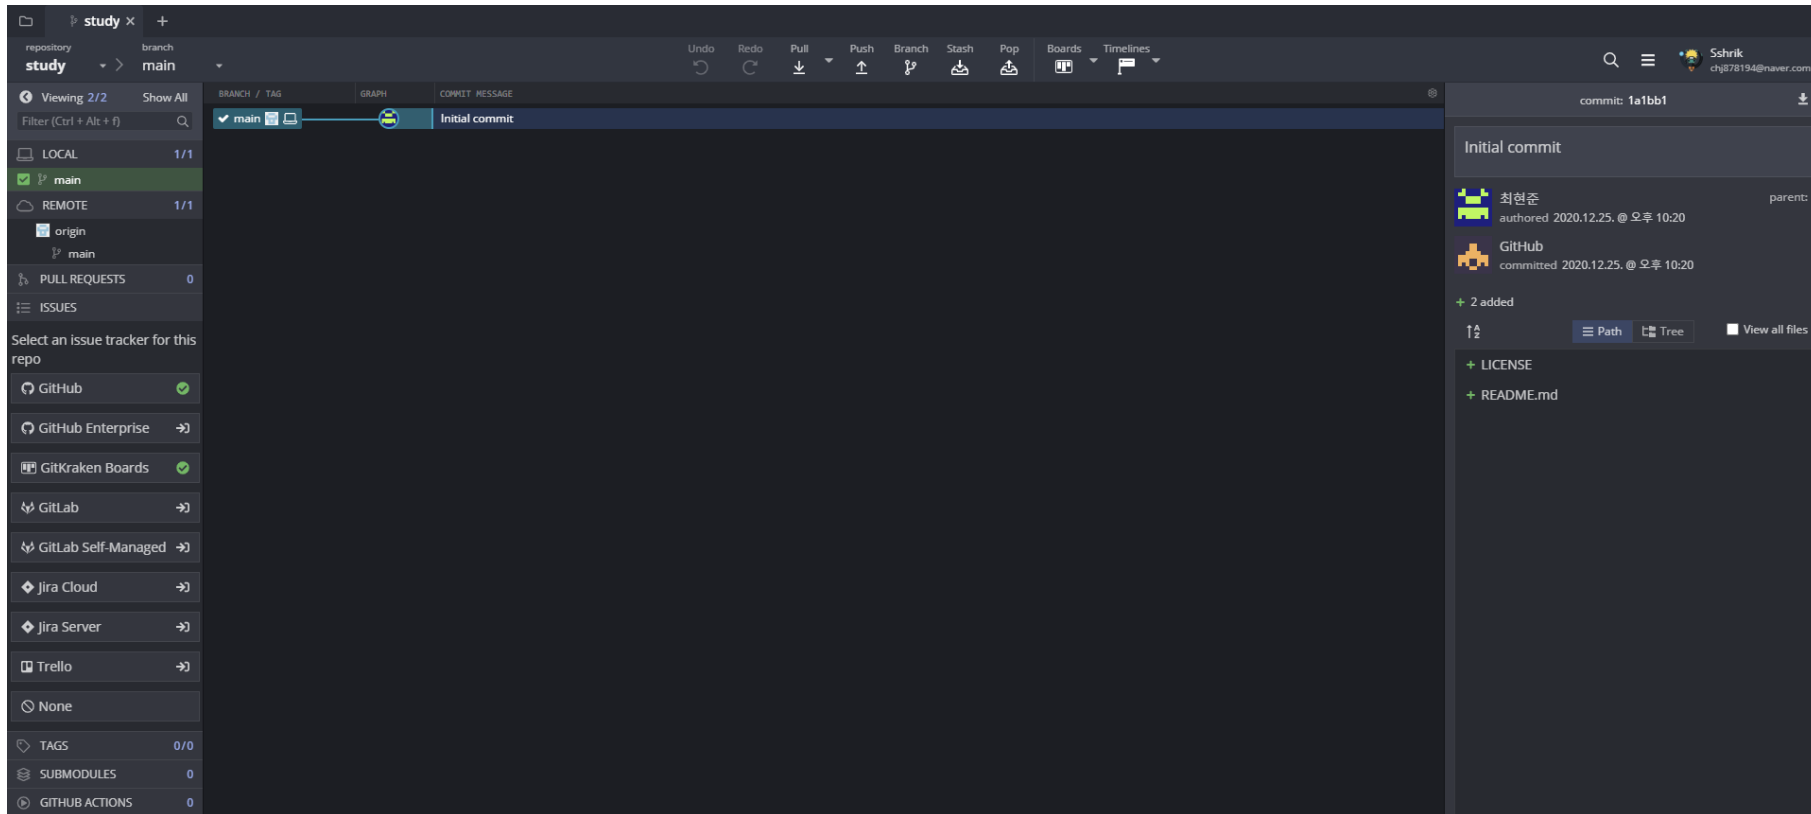 study
repository
study
branch
main
Undo
Redo
Pull
Push
Branch
Stash
Pop
Boards
Timelines
Sshrik
chj878194@naver.com
Viewing 2/2
Show All
Filter (Ctrl + Alt + f)
LOCAL 1/1
main
REMOTE 1/1
origin
main
PULL REQUESTS 0
ISSUES
Select an issue tracker for this
repo
GitHub
GitHub Enterprise
GitKraken Boards
GitLab
GitLab Self-Managed
Jira Cloud
Jira Server
Trello
None
TAGS 0/0
SUBMODULES 0
GITHUB ACTIONS 0
BRANCH / TAG
GRAPH
COMMIT MESSAGE
main
Initial commit
commit: 1a1bb1
Initial commit
최현준
parent:
authored 2020.12.25. @ 오후 10:20
GitHub
committed 2020.12.25. @ 오후 10:20
+ 2 added
Path
Tree
View all files
+ LICENSE
+ README.md